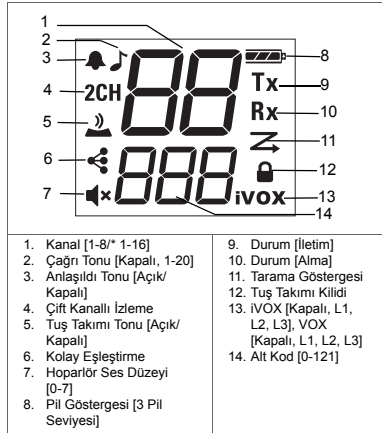 1
2
3
4
5
6
7
8
9
10
11
12
13
14
88
2CH
Tx
Rx
888
iVOX
1. Kanal [1-8/* 1-16]
2. Çağrı Tonu [Kapalı, 1-20]
3. Anlaşıldı Tonu [Açık/
Kapalı]
4. Çift Kanallı İzleme
5. Tuş Takımı Tonu [Açık/
Kapalı]
6. Kolay Eşleştirme
7. Hoparlör Ses Düzeyi
[0-7]
8. Pil Göstergesi [3 Pil
Seviyesi]
9. Durum [İletim]
10. Durum [Alma]
11. Tarama Göstergesi
12. Tuş Takımı Kilidi
13. iVOX [Kapalı, L1,
L2, L3], VOX
[Kapalı, L1, L2, L3]
14. Alt Kod [0-121]